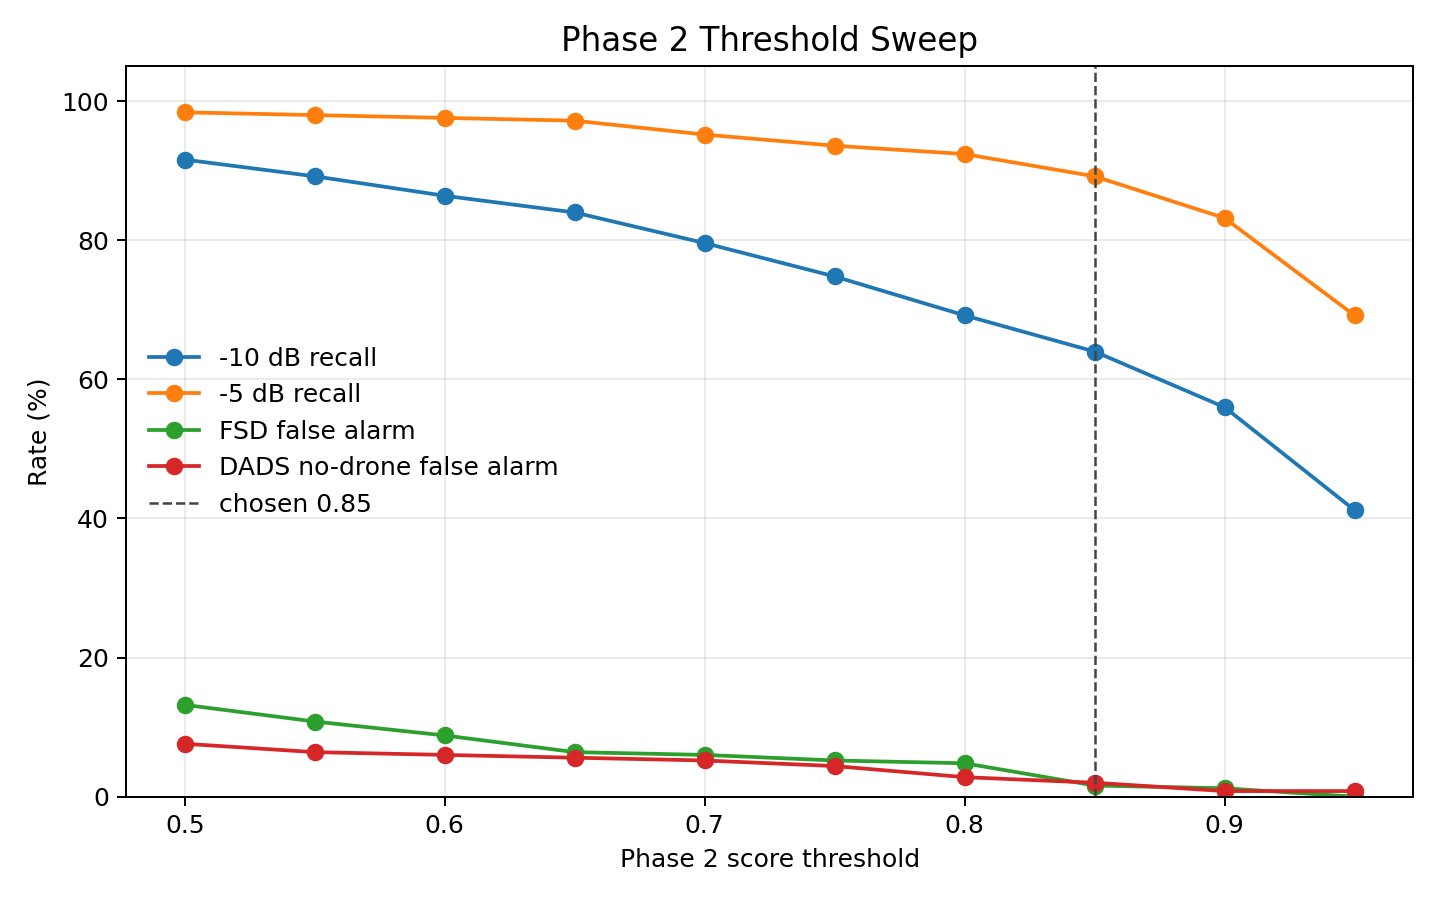 Phase 2 Threshold Sweep
100
80
60
40
20
0
Rate (%)
-10 dB recall
-5 dB recall
FSD false alarm
DADS no-drone false alarm
chosen 0.85
0.5 0.6 0.7 0.8 0.9
Phase 2 score threshold